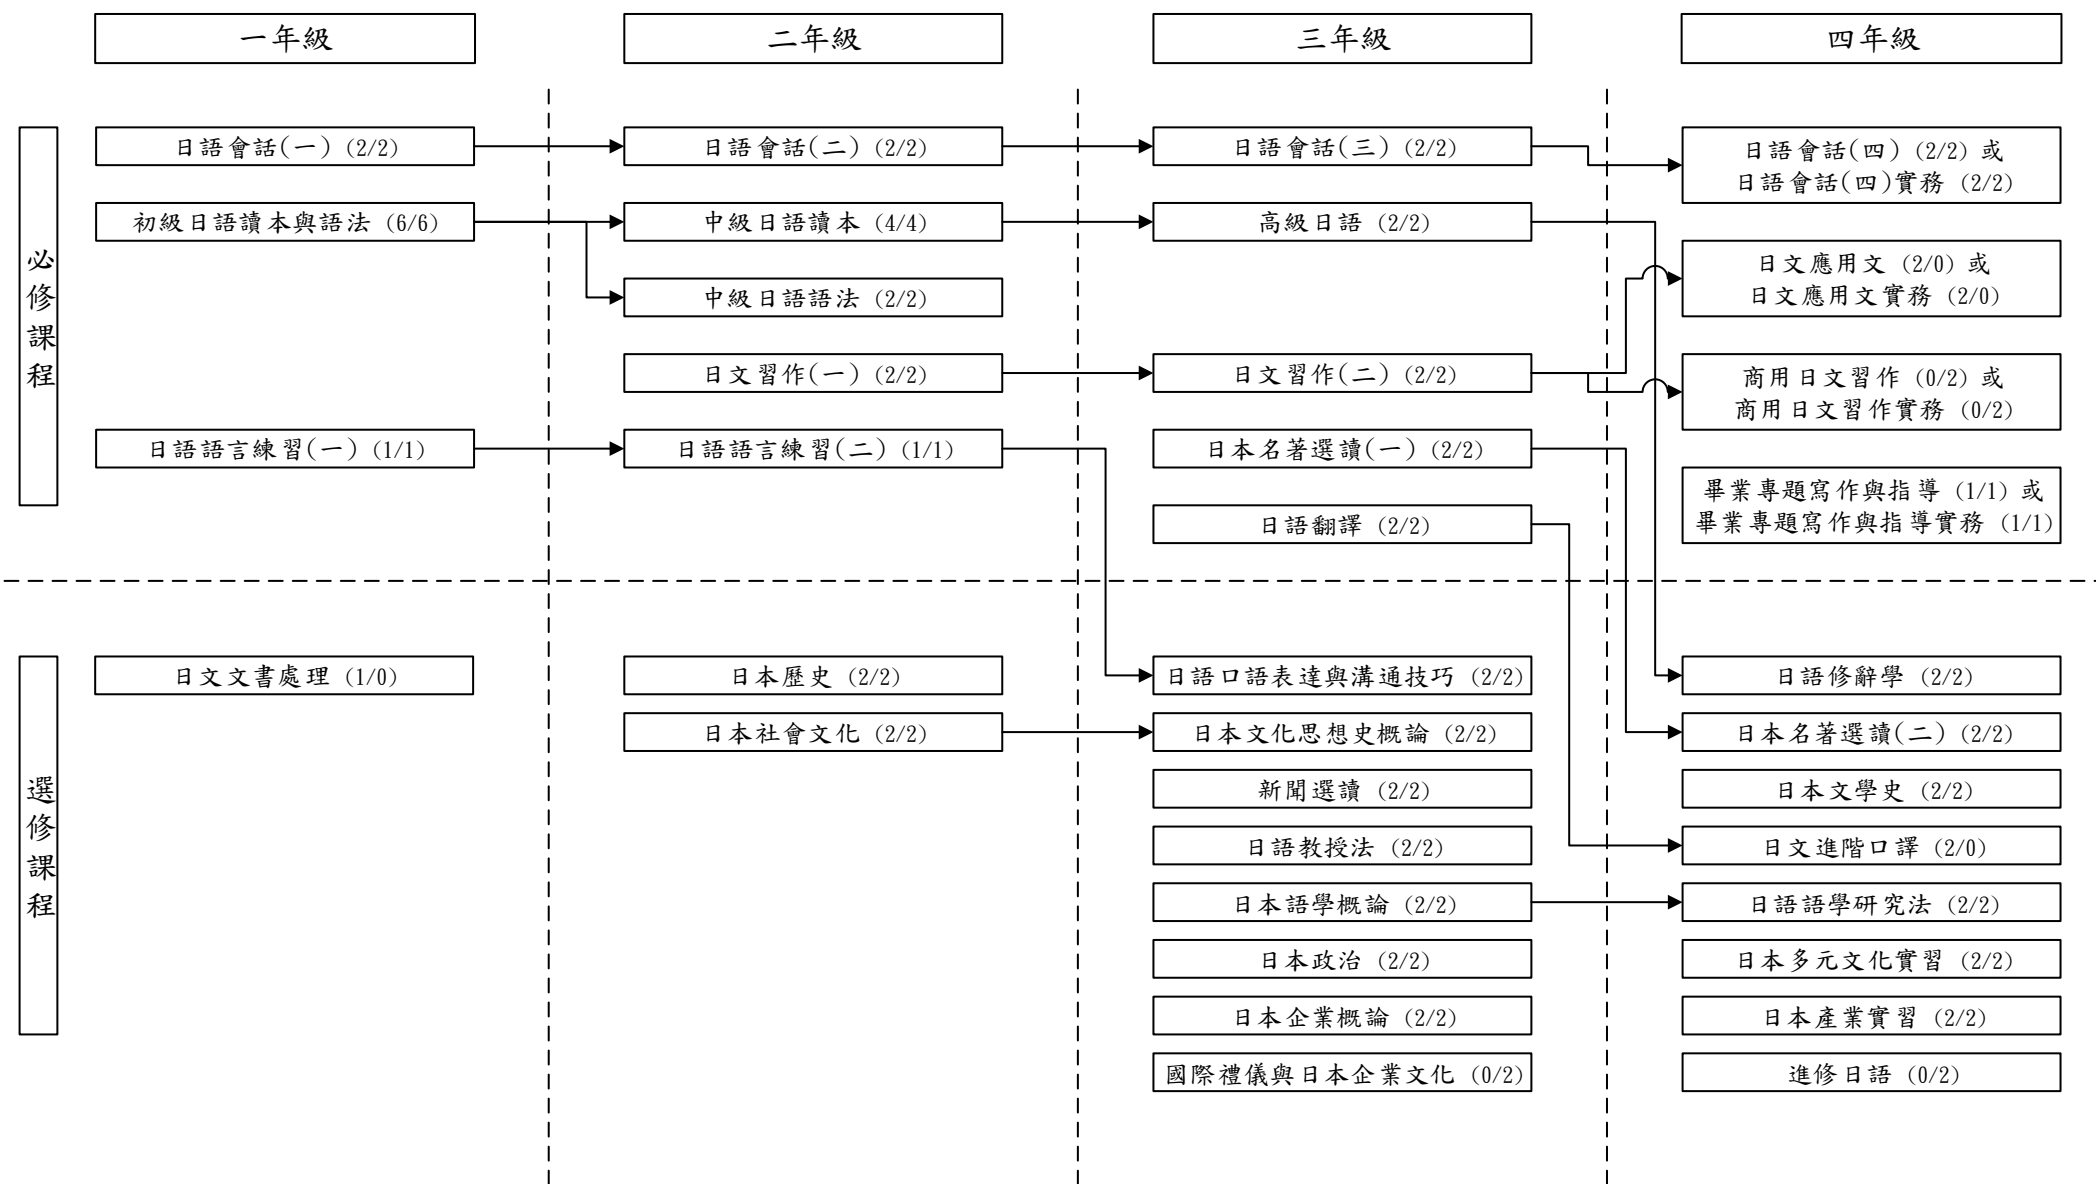 一年級
二年級
三年級
四年級
必修課程
日語會話(一) (2/2)
日語會話(二) (2/2)
日語會話(三) (2/2)
日語會話(四) (2/2) 或
日語會話(四)實務 (2/2)
初級日語讀本與語法 (6/6)
中級日語讀本 (4/4)
高級日語 (2/2)
日文應用文 (2/0) 或
日文應用文實務 (2/0)
中級日語語法 (2/2)
日文習作(一) (2/2)
日文習作(二) (2/2)
商用日文習作 (0/2) 或
商用日文習作實務 (0/2)
日語語言練習(一) (1/1)
日語語言練習(二) (1/1)
日本名著選讀(一) (2/2)
畢業專題寫作與指導 (1/1) 或
畢業專題寫作與指導實務 (1/1)
日語翻譯 (2/2)
選修課程
日文文書處理 (1/0)
日本歷史 (2/2)
日語口語表達與溝通技巧 (2/2)
日語修辭學 (2/2)
日本社會文化 (2/2)
日本文化思想史概論 (2/2)
日本名著選讀(二) (2/2)
新聞選讀 (2/2)
日本文學史 (2/2)
日語教授法 (2/2)
日文進階口譯 (2/0)
日本語學概論 (2/2)
日語語學研究法 (2/2)
日本政治 (2/2)
日本多元文化實習 (2/2)
日本企業概論 (2/2)
日本產業實習 (2/2)
國際禮儀與日本企業文化 (0/2)
進修日語 (0/2)